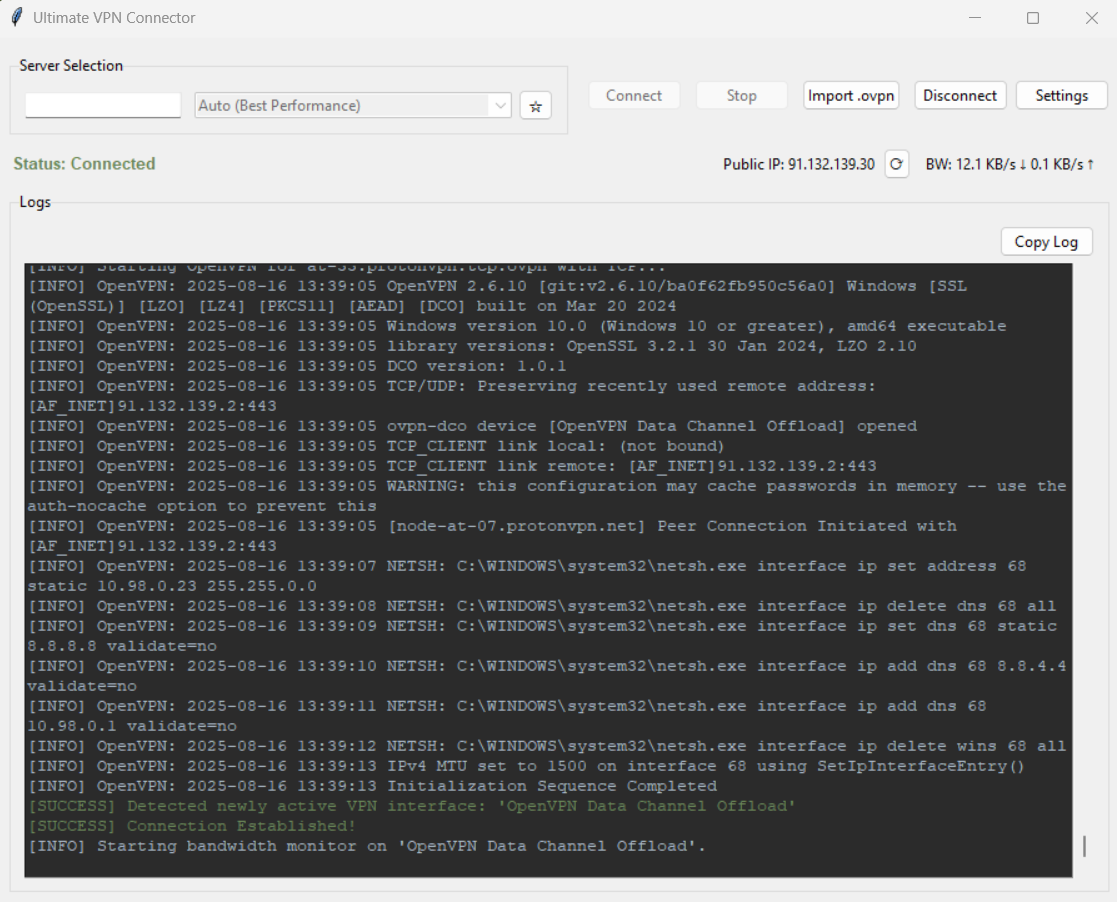 Ultimate VPN Connector
Server Selection
Auto (Best Performance)
☆
Connect
Stop
Import .ovpn
Disconnect
Settings
Status: Connected
Public IP: 91.132.139.30
⟳
BW: 12.1 KB/s ↓ 0.1 KB/s ↑
Logs
Copy Log
[INFO] Starting OpenVPN for at-33.protonvpn.tcp.ovpn with TCP...
[INFO] OpenVPN: 2025-08-16 13:39:05 OpenVPN 2.6.10 [git:v2.6.10/ba0f62fb950c56a0] Windows [SSL
(OpenSSL)] [LZO] [LZ4] [PKCS11] [AEAD] [DCO] built on Mar 20 2024
[INFO] OpenVPN: 2025-08-16 13:39:05 Windows version 10.0 (Windows 10 or greater), amd64 executable
[INFO] OpenVPN: 2025-08-16 13:39:05 library versions: OpenSSL 3.2.1 30 Jan 2024, LZO 2.10
[INFO] OpenVPN: 2025-08-16 13:39:05 DCO version: 1.0.1
[INFO] OpenVPN: 2025-08-16 13:39:05 TCP/UDP: Preserving recently used remote address:
[AF_INET]91.132.139.2:443
[INFO] OpenVPN: 2025-08-16 13:39:05 ovpn-dco device [OpenVPN Data Channel Offload] opened
[INFO] OpenVPN: 2025-08-16 13:39:05 TCP_CLIENT link local: (not bound)
[INFO] OpenVPN: 2025-08-16 13:39:05 TCP_CLIENT link remote: [AF_INET]91.132.139.2:443
[INFO] OpenVPN: 2025-08-16 13:39:05 WARNING: this configuration may cache passwords in memory -- use the
auth-nocache option to prevent this
[INFO] OpenVPN: 2025-08-16 13:39:05 [node-at-07.protonvpn.net] Peer Connection Initiated with
[AF_INET]91.132.139.2:443
[INFO] OpenVPN: 2025-08-16 13:39:07 NETSH: C:\WINDOWS\system32\netsh.exe interface ip set address 68
static 10.98.0.23 255.255.0.0
[INFO] OpenVPN: 2025-08-16 13:39:08 NETSH: C:\WINDOWS\system32\netsh.exe interface ip delete dns 68 all
[INFO] OpenVPN: 2025-08-16 13:39:09 NETSH: C:\WINDOWS\system32\netsh.exe interface ip set dns 68 static
8.8.8.8 validate=no
[INFO] OpenVPN: 2025-08-16 13:39:10 NETSH: C:\WINDOWS\system32\netsh.exe interface ip add dns 68 8.8.4.4
validate=no
[INFO] OpenVPN: 2025-08-16 13:39:11 NETSH: C:\WINDOWS\system32\netsh.exe interface ip add dns 68
10.98.0.1 validate=no
[INFO] OpenVPN: 2025-08-16 13:39:12 NETSH: C:\WINDOWS\system32\netsh.exe interface ip delete wins 68 all
[INFO] OpenVPN: 2025-08-16 13:39:13 IPv4 MTU set to 1500 on interface 68 using SetIpInterfaceEntry()
[INFO] OpenVPN: 2025-08-16 13:39:13 Initialization Sequence Completed
[SUCCESS] Detected newly active VPN interface: 'OpenVPN Data Channel Offload'
[SUCCESS] Connection Established!
[INFO] Starting bandwidth monitor on 'OpenVPN Data Channel Offload'.